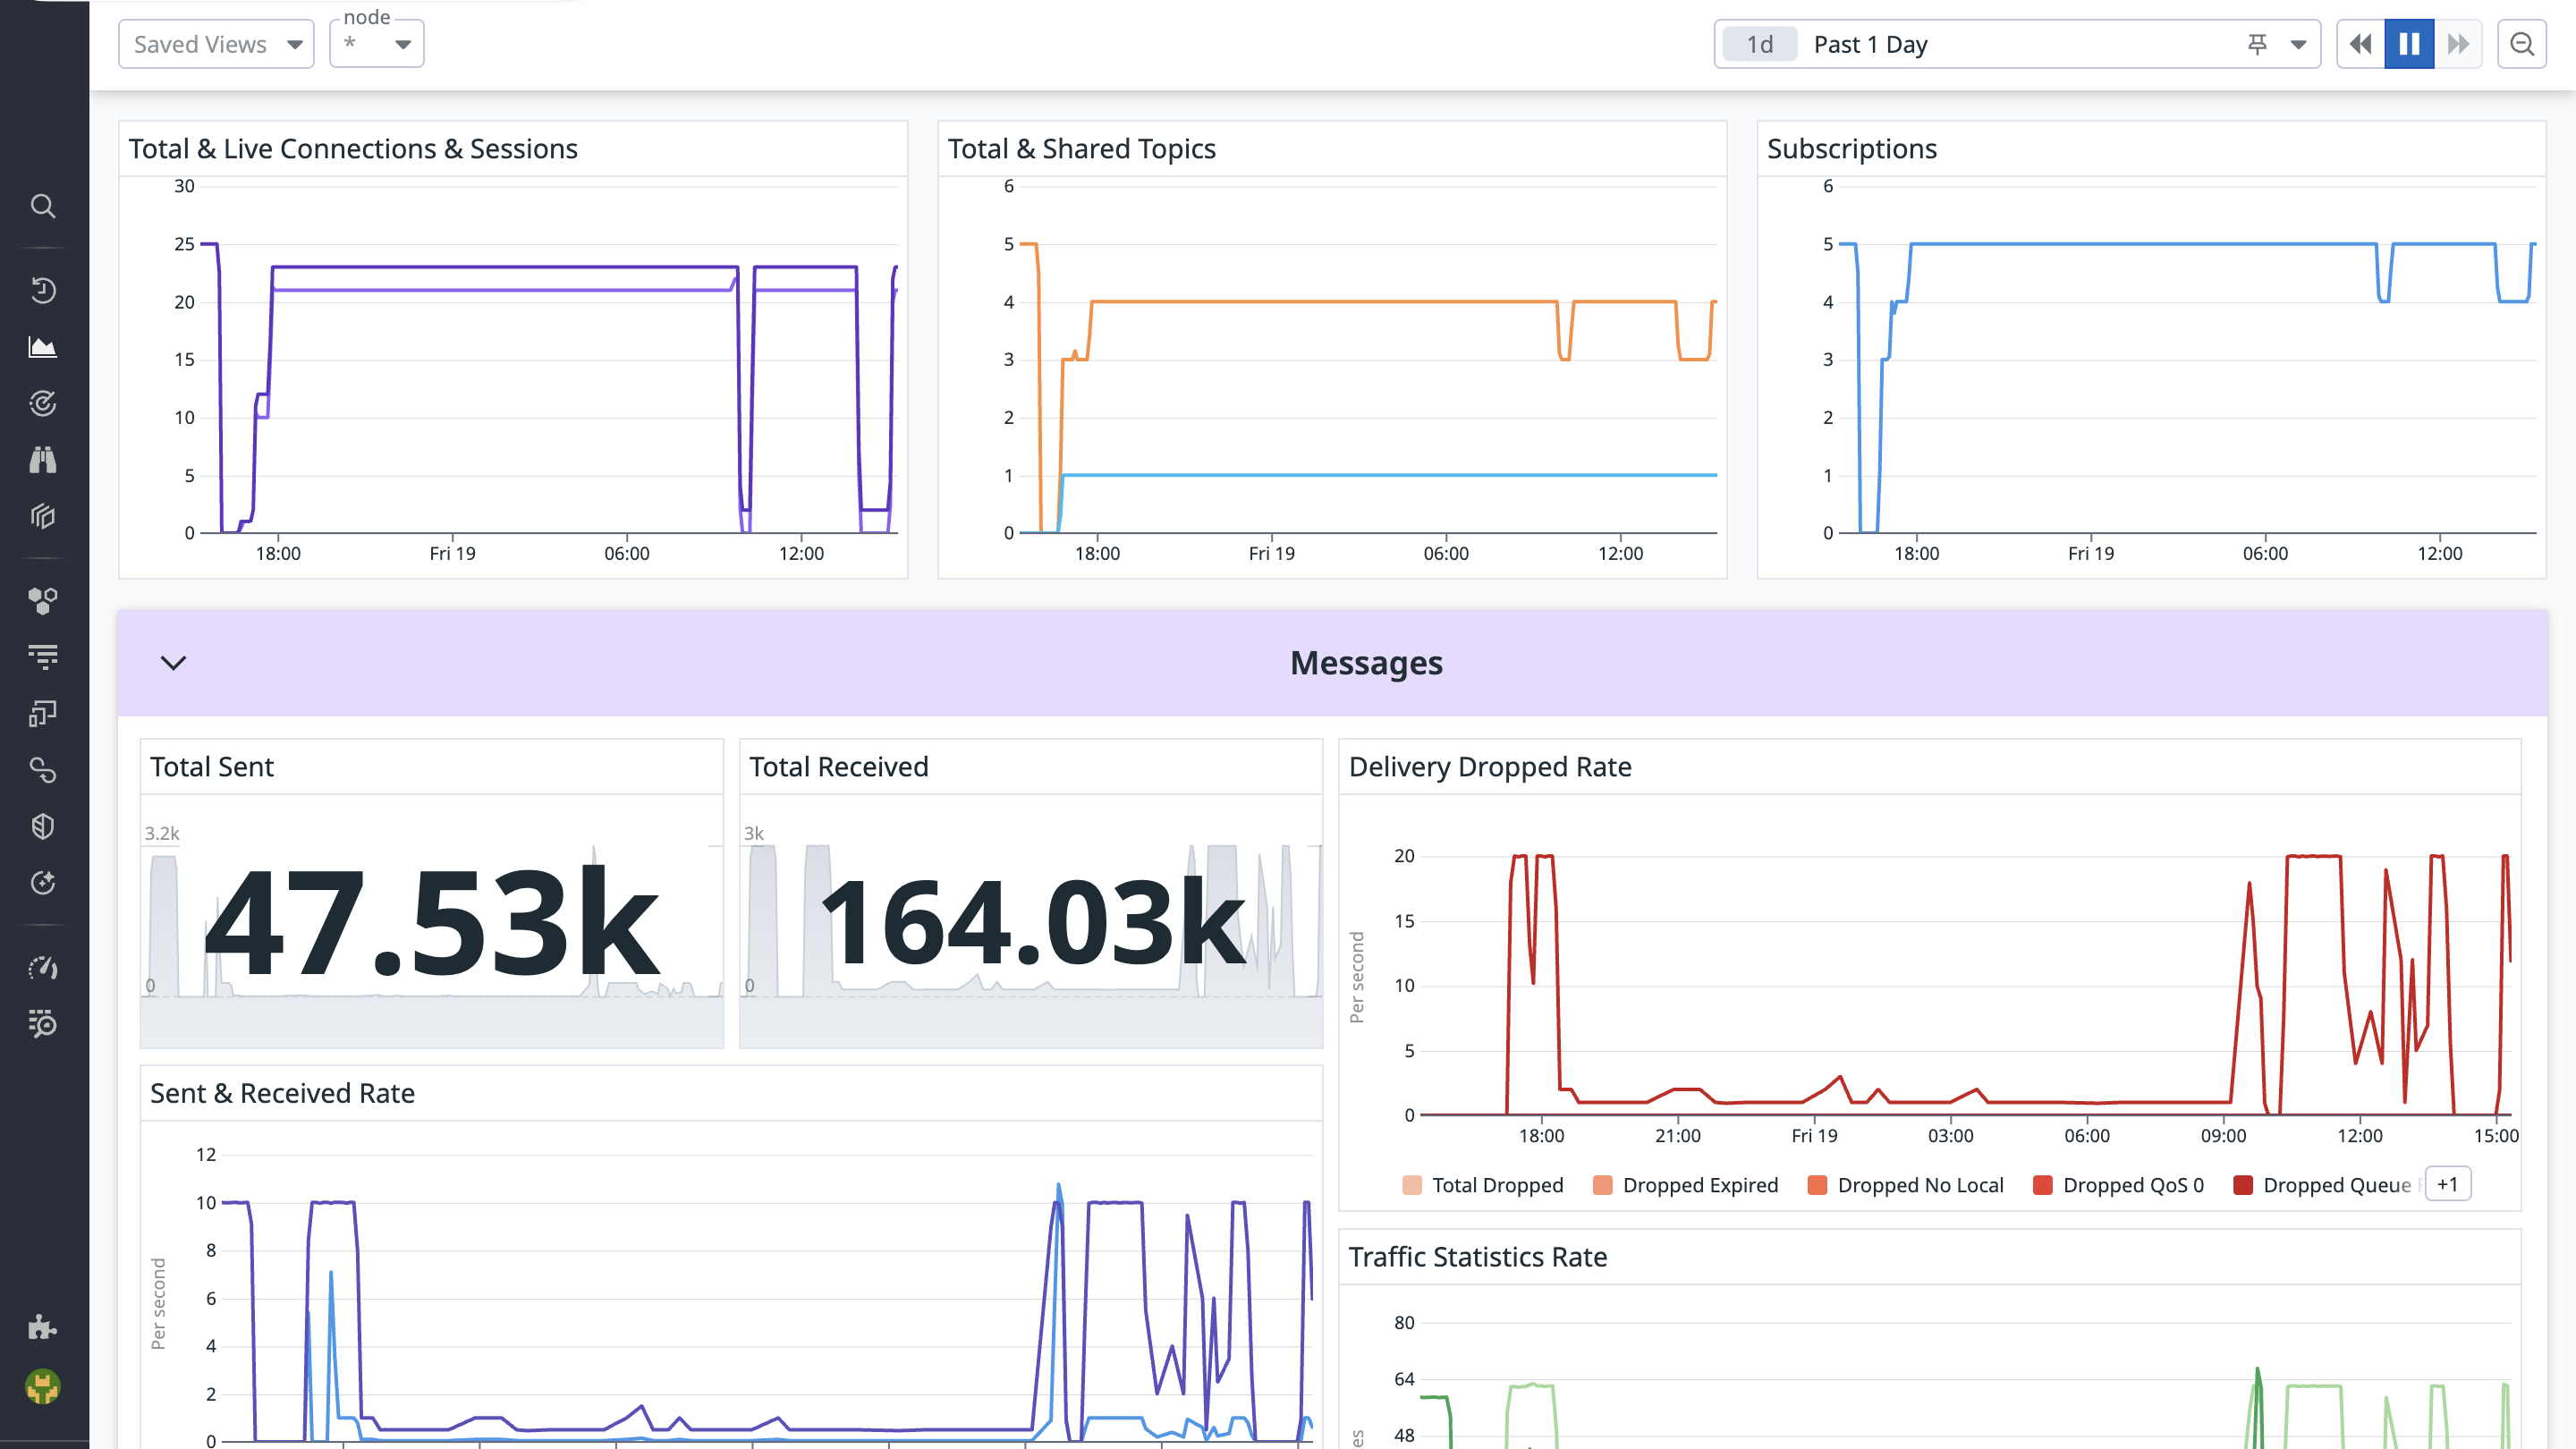 Saved Views
node
*
1d Past 1 Day
Total & Live Connections & Sessions
30
25
20
15
10
5
0
18:00 Fri 19 06:00 12:00
Total & Shared Topics
6
5
4
3
2
1
0
18:00 Fri 19 06:00 12:00
Subscriptions
6
5
4
3
2
1
0
18:00 Fri 19 06:00 12:00
Messages
Total Sent
3.2k
47.53k
0
Total Received
3k
164.03k
0
Delivery Dropped Rate
Per second
20
15
10
5
0
18:00 21:00 Fri 19 03:00 06:00 09:00 12:00 15:00
Total Dropped Dropped Expired Dropped No Local Dropped QoS 0 Dropped Queue +1
Sent & Received Rate
Per second
12
10
8
6
4
2
0
Traffic Statistics Rate
80
64
48